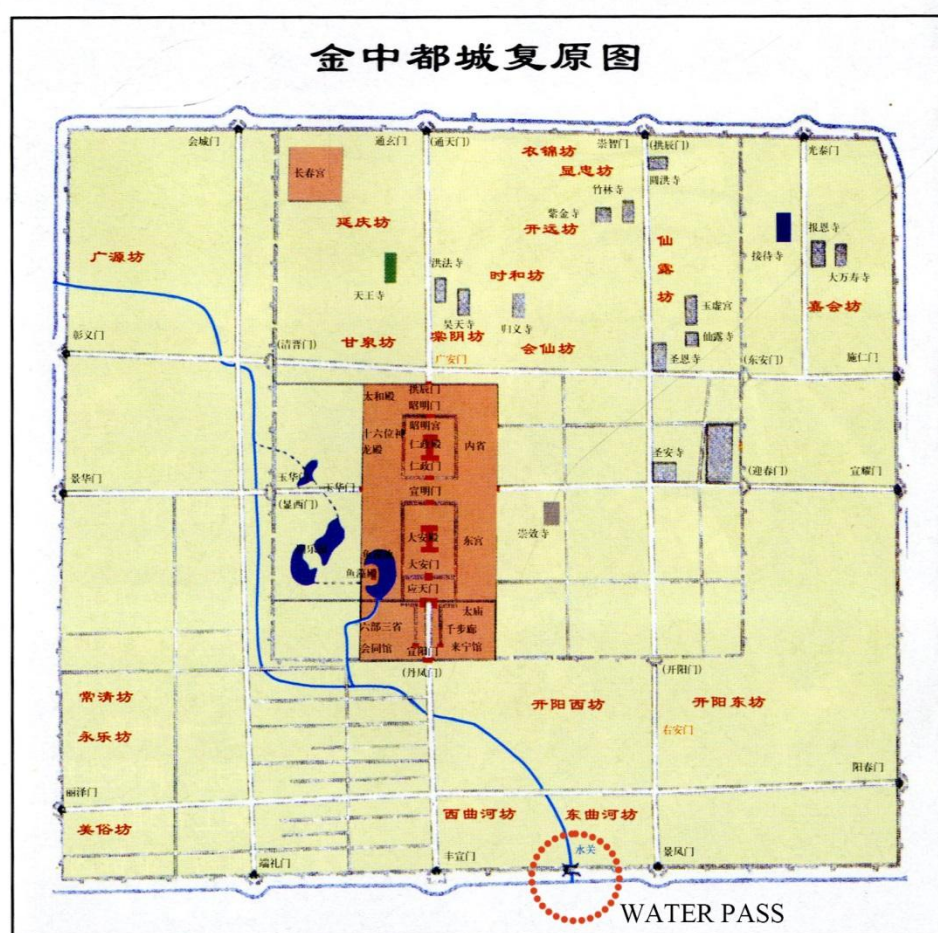 金中都城复原图
会城门
通玄门
(通天门)
衣锦坊
崇智门
(拱辰门)
光泰门
长春宫
显忠坊
圆洪寺
竹林寺
延庆坊
紫金寺
开远坊
仙露坊
报恩寺
广源坊
洪法寺
接待寺
时和坊
大万寿寺
天王寺
嘉会坊
玉虚宫
昊天寺
归义寺
彰义门
(清晋门)
甘泉坊
棠阴坊
会仙坊
仙露寺
广安门
圣恩寺
(东安门)
施仁门
拱辰门
太和殿
昭明门
昭明宫
十六位神
龙殿
仁政殿
内省
仁政门
圣安寺
景华门
玉华门
玉华门
宣明门
(迎春门)
宣耀门
(显西门)
崇效寺
大安殿
东宫
鱼藻殿
大安门
应天门
太庙
六部三省
千步廊
会同馆
宣阳门
来宁馆
(丹凤门)
(开阳门)
常清坊
开阳西坊
开阳东坊
永乐坊
右安门
阳春门
丽泽门
美俗坊
西曲河坊
东曲河坊
水关
端礼门
丰宜门
景凤门
WATER PASS